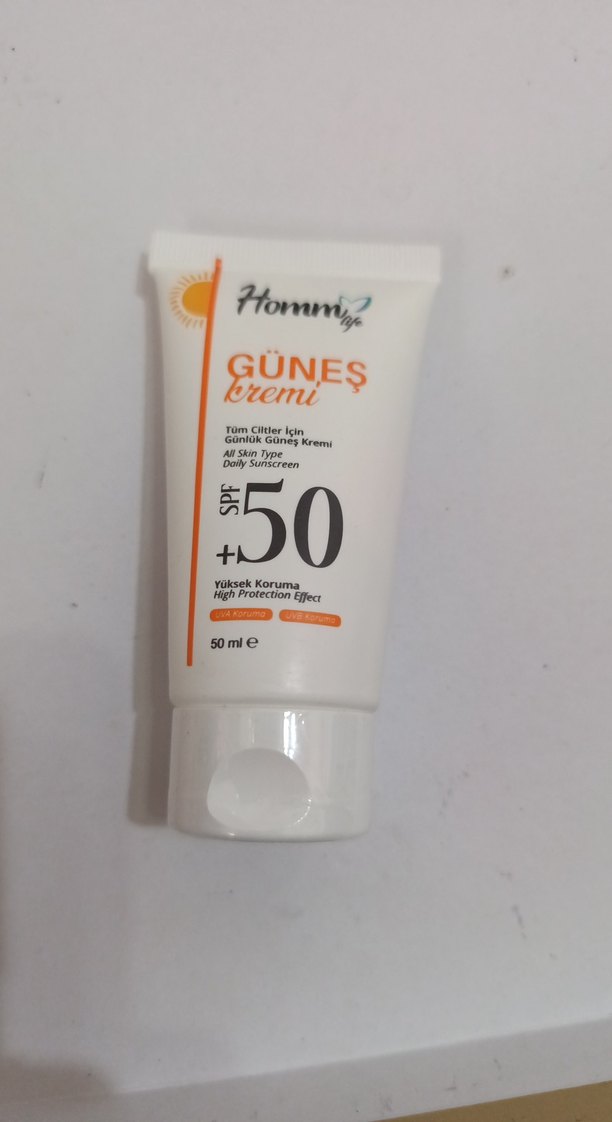 Homm
life
GÜNEŞ
kremi
Tüm Ciltler İçin
Günlük Güneş Kremi
All Skin Type
Daily Sunscreen
SPF
+50
Yüksek Koruma
High Protection Effect
UVA Koruma UVB Koruma
50 ml ℮